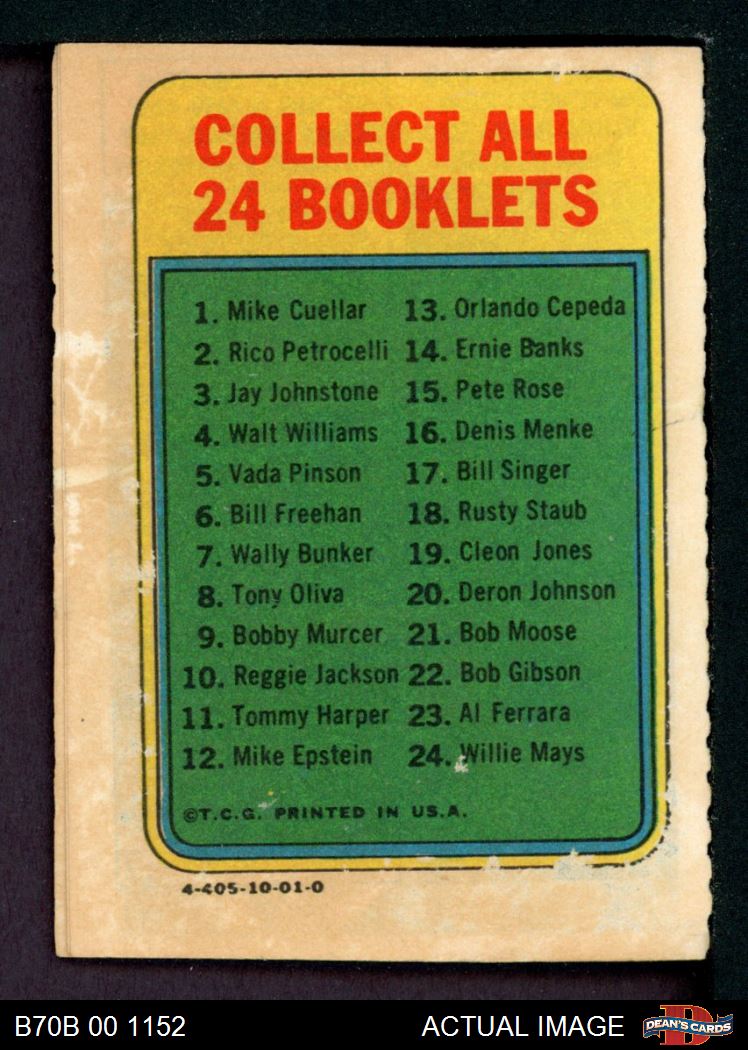 COLLECT ALL
24 BOOKLETS
1. Mike Cuellar
2. Rico Petrocelli
3. Jay Johnstone
4. Walt Williams
5. Vada Pinson
6. Bill Freehan
7. Wally Bunker
8. Tony Oliva
9. Bobby Murcer
10. Reggie Jackson
11. Tommy Harper
12. Mike Epstein
13. Orlando Cepeda
14. Ernie Banks
15. Pete Rose
16. Denis Menke
17. Bill Singer
18. Rusty Staub
19. Cleon Jones
20. Deron Johnson
21. Bob Moose
22. Bob Gibson
23. Al Ferrara
24. Willie Mays
©T.C.G. PRINTED IN U.S.A.
4-405-10-01-0
B70B 00 1152
ACTUAL IMAGE
DEAN'S CARDS